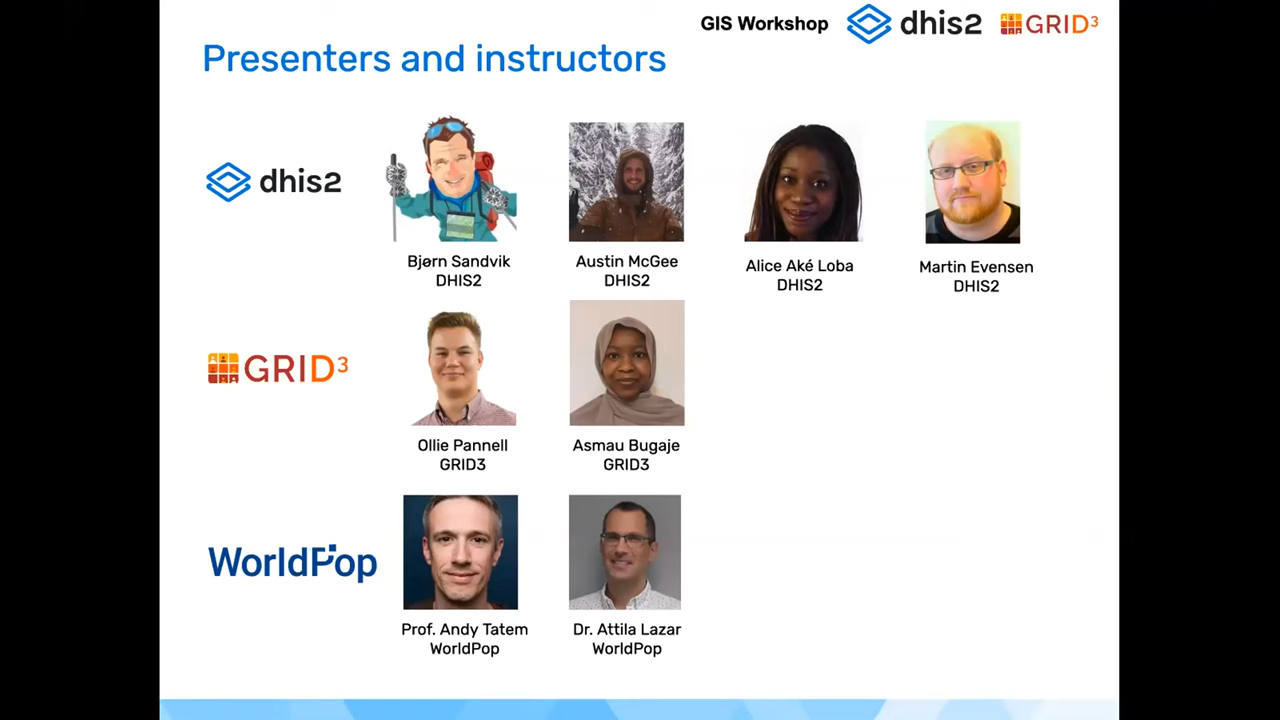 GIS Workshop
dhis2
GRID³
Presenters and instructors
dhis2
Bjørn Sandvik
DHIS2
Austin McGee
DHIS2
Alice Aké Loba
DHIS2
Martin Evensen
DHIS2
GRID³
Ollie Pannell
GRID3
Asmau Bugaje
GRID3
WorldPop
Prof. Andy Tatem
WorldPop
Dr. Attila Lazar
WorldPop